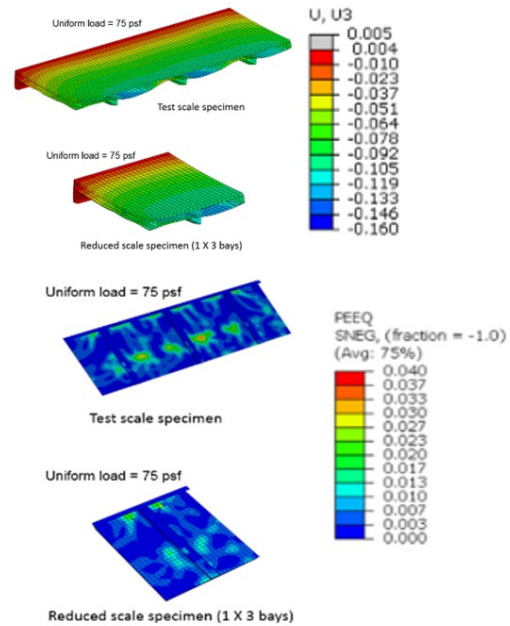 Uniform load = 75 psf
Test scale specimen
Uniform load = 75 psf
Reduced scale specimen (1 X 3 bays)
U, U3
0.005
0.004
-0.010
-0.023
-0.037
-0.051
-0.064
-0.078
-0.092
-0.105
-0.119
-0.133
-0.146
-0.160
Uniform load = 75 psf
Test scale specimen
Uniform load = 75 psf
Reduced scale specimen (1 X 3 bays)
PEEQ
SNEG, (fraction = -1.0)
(Avg: 75%)
0.040
0.037
0.033
0.030
0.027
0.023
0.020
0.017
0.013
0.010
0.007
0.003
0.000